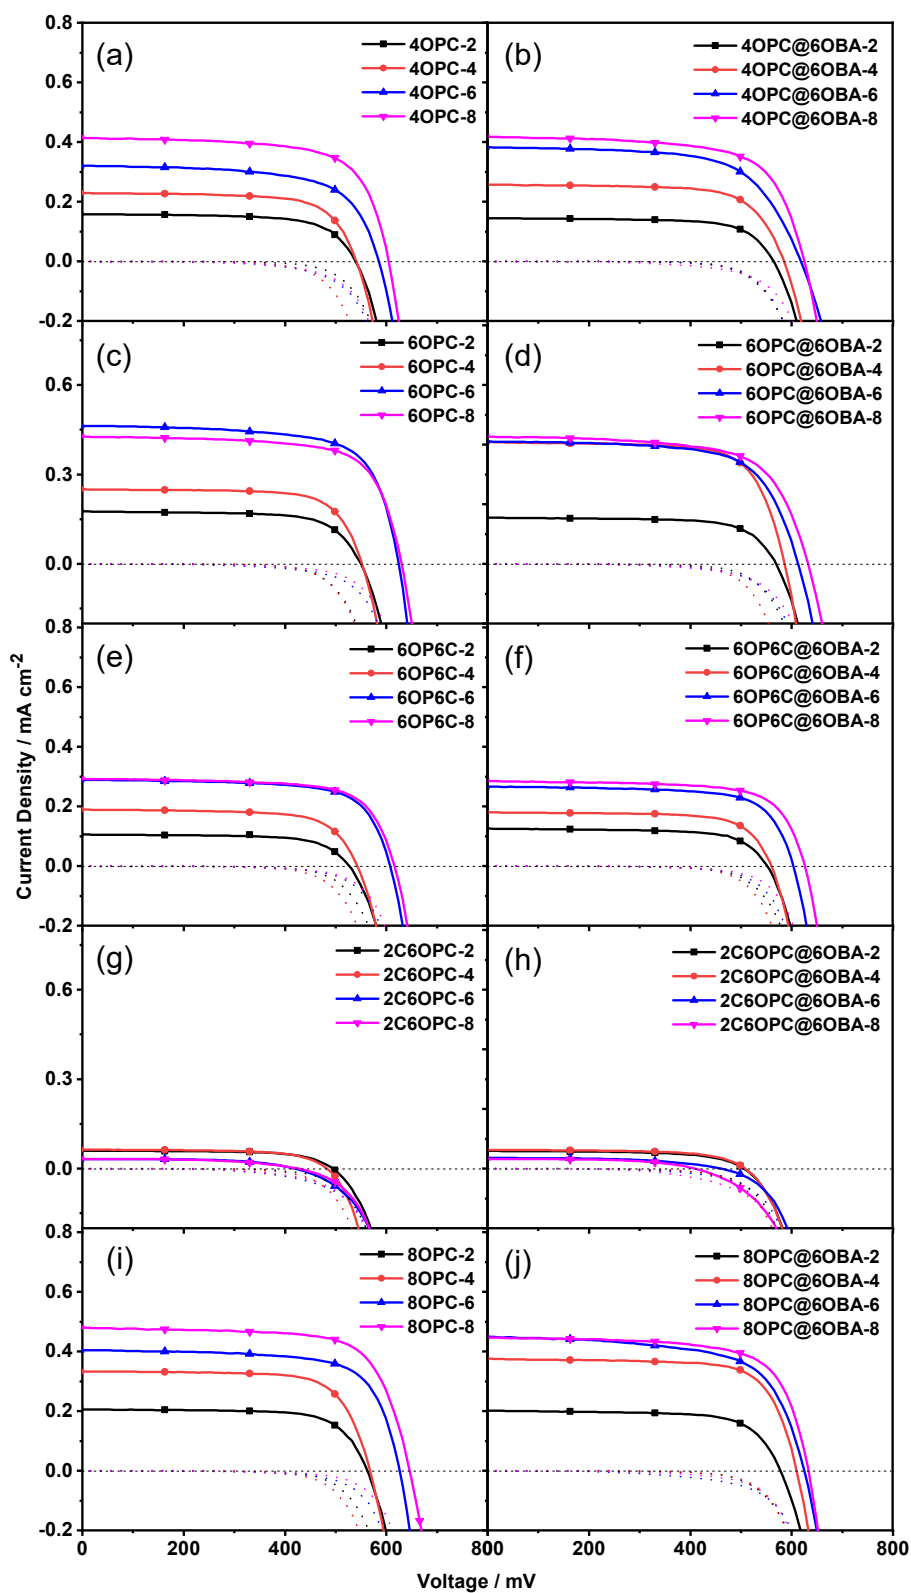 0.8
0.6
0.4
0.2
0.0
-0.2
(a)
4OPC-2
4OPC-4
4OPC-6
4OPC-8
(b)
4OPC@6OBA-2
4OPC@6OBA-4
4OPC@6OBA-6
4OPC@6OBA-8
0.6
0.3
0.0
(c)
6OPC-2
6OPC-4
6OPC-6
6OPC-8
(d)
6OPC@6OBA-2
6OPC@6OBA-4
6OPC@6OBA-6
6OPC@6OBA-8
0.8
0.6
0.4
0.2
0.0
-0.2
(e)
6OP6C-2
6OP6C-4
6OP6C-6
6OP6C-8
(f)
6OP6C@6OBA-2
6OP6C@6OBA-4
6OP6C@6OBA-6
6OP6C@6OBA-8
Current Density / mA cm-2
0.6
0.3
0.0
(g)
2C6OPC-2
2C6OPC-4
2C6OPC-6
2C6OPC-8
(h)
2C6OPC@6OBA-2
2C6OPC@6OBA-4
2C6OPC@6OBA-6
2C6OPC@6OBA-8
0.8
0.6
0.4
0.2
0.0
-0.2
(i)
8OPC-2
8OPC-4
8OPC-6
8OPC-8
(j)
8OPC@6OBA-2
8OPC@6OBA-4
8OPC@6OBA-6
8OPC@6OBA-8
0 200 400 600 800 200 400 600 800
Voltage / mV